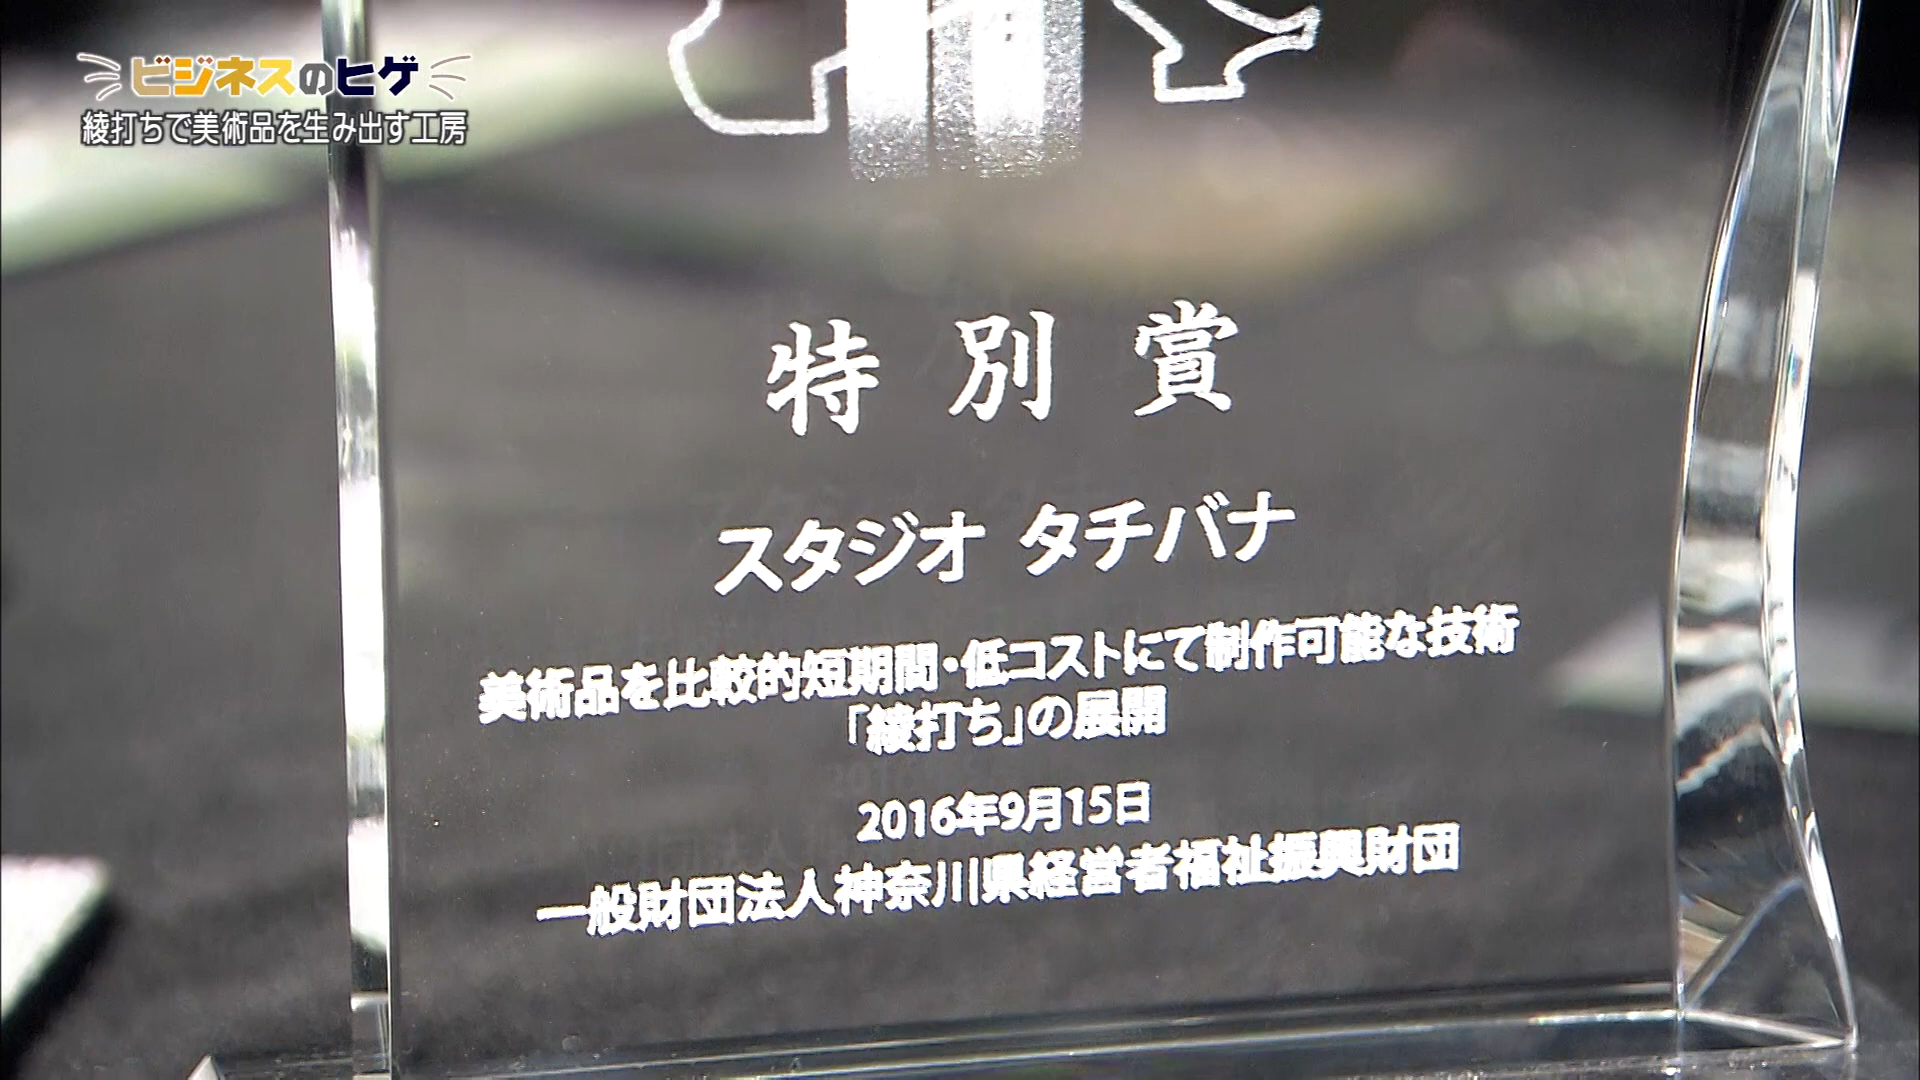 ビジネスのヒゲ
綾打ちで美術品を生み出す工房
特別賞
スタジオ タチバナ
美術品を比較的短期間・低コストにて制作可能な技術
「綾打ち」の展開
2016年9月15日
一般財団法人神奈川県経営者福祉振興財団